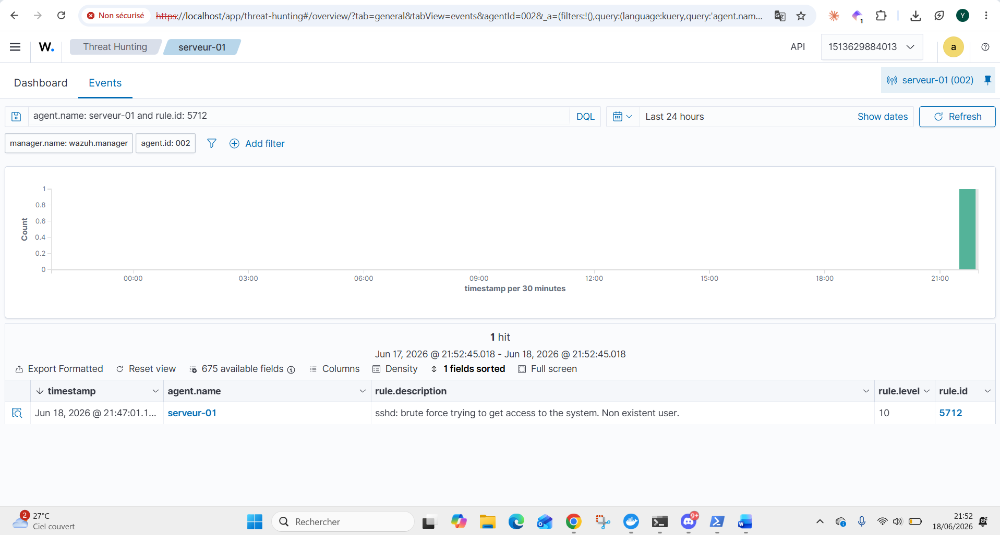 Non sécurisé https://localhost/app/threat-hunting#/overview/?tab=general&tabView=events&agentId=002&_a=(filters:!(),query:(language:kuery,query:'agent.nam... 1 Y
W. Threat Hunting serveur-01 API 1513629884013 a
Dashboard Events serveur-01 (002)
agent.name: serveur-01 and rule.id: 5712 DQL Last 24 hours Show dates Refresh
manager.name: wazuh.manager agent.id: 002 Add filter
1
0.8
0.6
0.4
0.2
0
Count
00:00 03:00 06:00 09:00 12:00 15:00 18:00 21:00
timestamp per 30 minutes
1 hit
Jun 17, 2026 @ 21:52:45.018 - Jun 18, 2026 @ 21:52:45.018
Export Formatted Reset view 675 available fields Columns Density 1 fields sorted Full screen
timestamp agent.name rule.description rule.level rule.id
Jun 18, 2026 @ 21:47:01.1... serveur-01 sshd: brute force trying to get access to the system. Non existent user. 10 5712
2 27°C
Ciel couvert
Rechercher
9+
21:52
18/06/2026